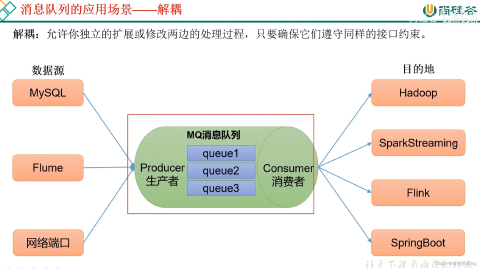 消息队列的应用场景——解耦
尚硅谷
解耦：允许你独立的扩展或修改两边的处理过程，只要确保它们遵守同样的接口约束。
数据源
目的地
MySQL
Flume
网络端口
MQ消息队列
Producer
生产者
queue1
queue2
queue3
Consumer
消费者
Hadoop
SparkStreaming
Flink
SpringBoot